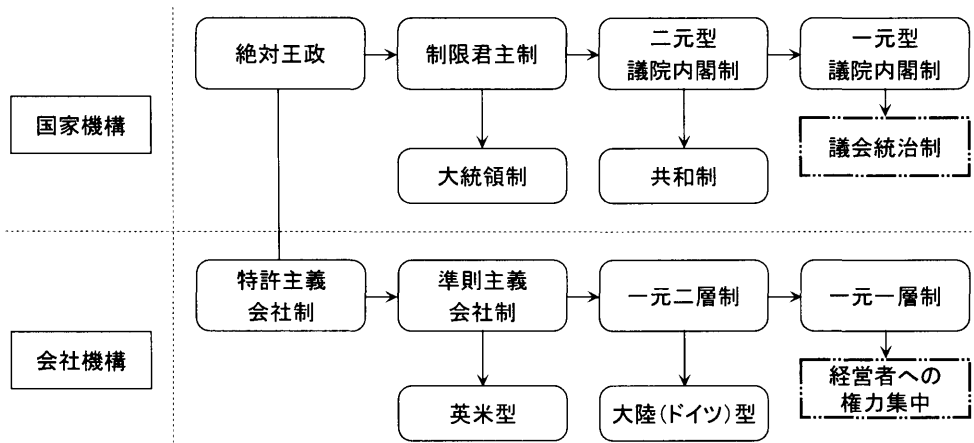 絶対王政
制限君主制
二元型
議院内閣制
一元型
議院内閣制
国家機構
大統領制
共和制
議会統治制
特許主義
会社制
準則主義
会社制
一元二層制
一元一層制
会社機構
英米型
大陸(ドイツ)型
経営者への
権力集中